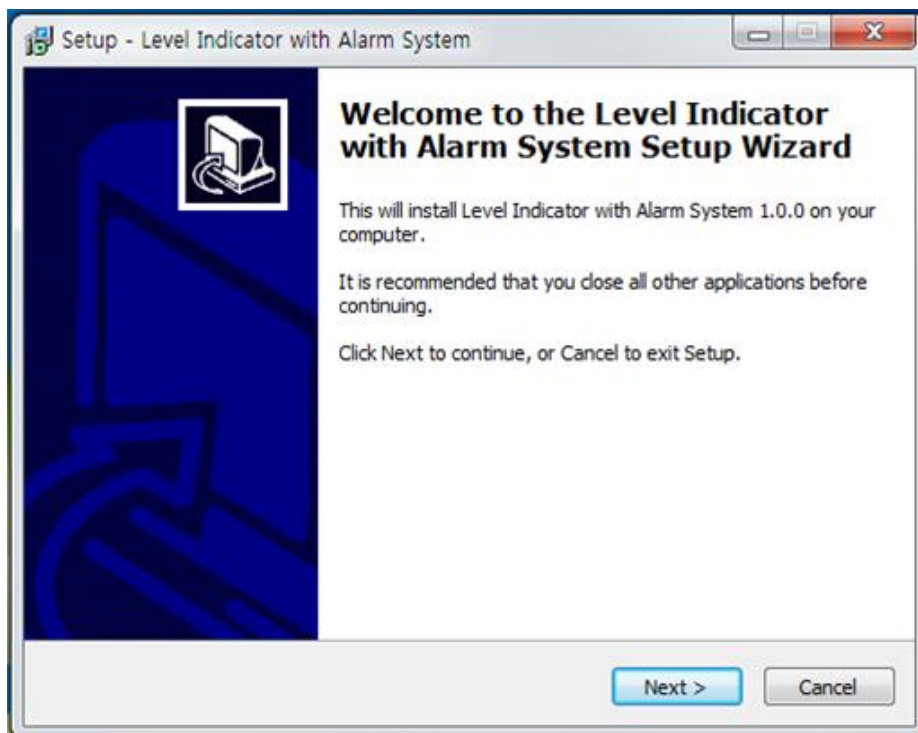 Setup - Level Indicator with Alarm System
Welcome to the Level Indicator
with Alarm System Setup Wizard
This will install Level Indicator with Alarm System 1.0.0 on your
computer.
It is recommended that you close all other applications before
continuing.
Click Next to continue, or Cancel to exit Setup.
Next >
Cancel